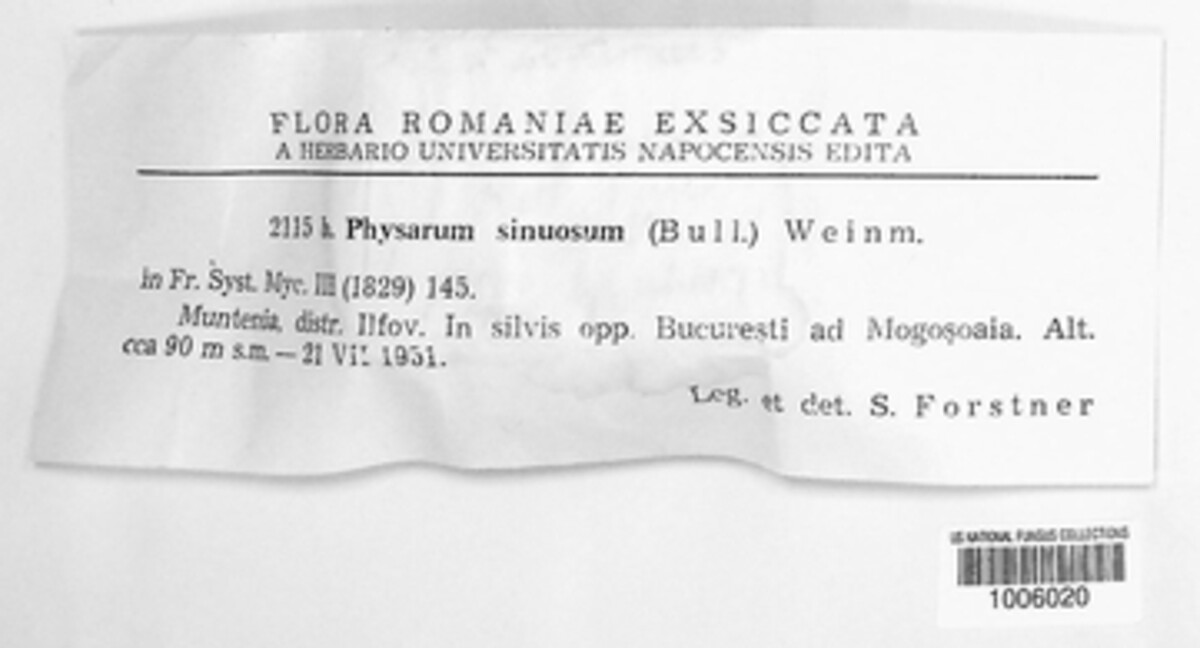 FLORA ROMANIAE EXSICCATA
A HERBARIO UNIVERSITATIS NAPOCENSIS EDITA
2115 b. Physarum sinuosum (Bull.) Weinm.
in Fr. Syst. Myc. III (1829) 145.
Muntenia, distr. Ilfov. In silvis opp. Bucureşti ad Mogoşoaia. Alt.
cca 90 m s.m. — 21 VII. 1951.
Leg. et det. S. Forstner
US NATIONAL FUNGUS COLLECTIONS
1006020